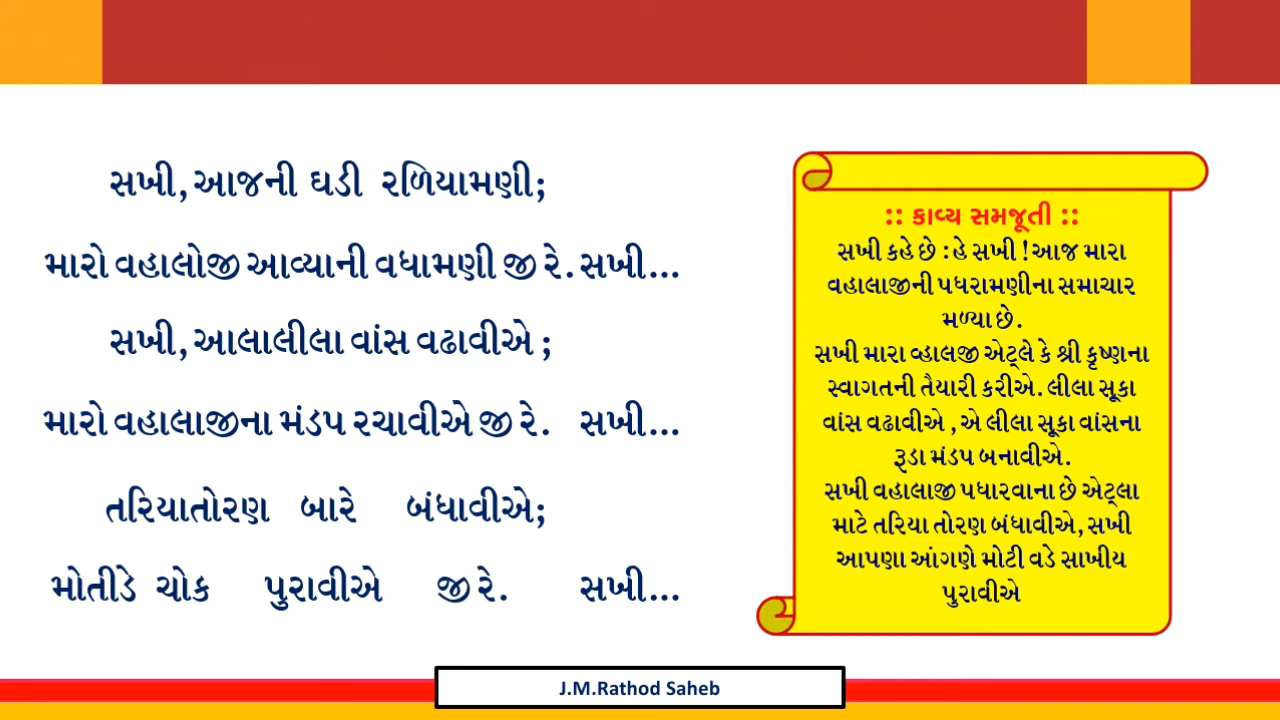 સખી, આજની ઘડી રળિયામણી;
મારો વહાલોજી આવ્યાની વધામણી જી રે. સખી...
સખી, આલાલીલા વાંસ વઢાવીએ ;
મારો વહાલાજીના મંડપ રચાવીએ જી રે. સખી...
તરિયાતોરણ બારે બંધાવીએ;
મોતીડે ચોક પુરાવીએ જી રે. સખી...
:: કાવ્ય સમજૂતી ::
સખી કહે છે : હે સખી ! આજ મારા
વહાલાજીની પધરામણીના સમાચાર
મળ્યા છે.
સખી મારા વ્હાલજી એટ્લે કે શ્રી કૃષ્ણના
સ્વાગતની તૈયારી કરીએ. લીલા સૂકા
વાંસ વઢાવીએ , એ લીલા સૂકા વાંસના
રૂડા મંડપ બનાવીએ.
સખી વહાલાજી પધારવાના છે એટ્લા
માટે તરિયા તોરણ બંધાવીએ, સખી
આપણા આંગણે મોટી વડે સાખીય
પુરાવીએ
J.M.Rathod Saheb